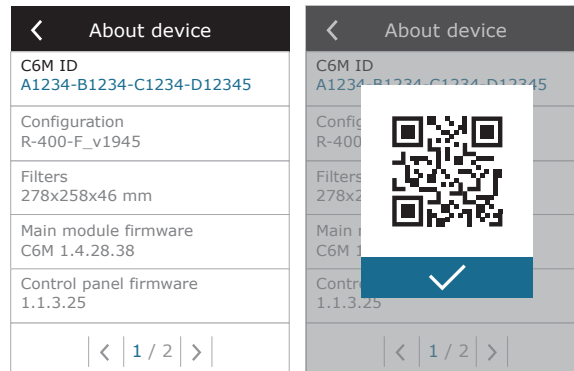 About device
C6M ID
A1234-B1234-C1234-D12345
Configuration
R-400-F_v1945
Filters
278x258x46 mm
Main module firmware
C6M 1.4.28.38
Control panel firmware
1.1.3.25
1 / 2
About device
C6M ID
A1234-B1234-C1234-D12345
Config
R-400
Filters
278x2
Main
C6M 1
Contro
1.1.3.25
1 / 2